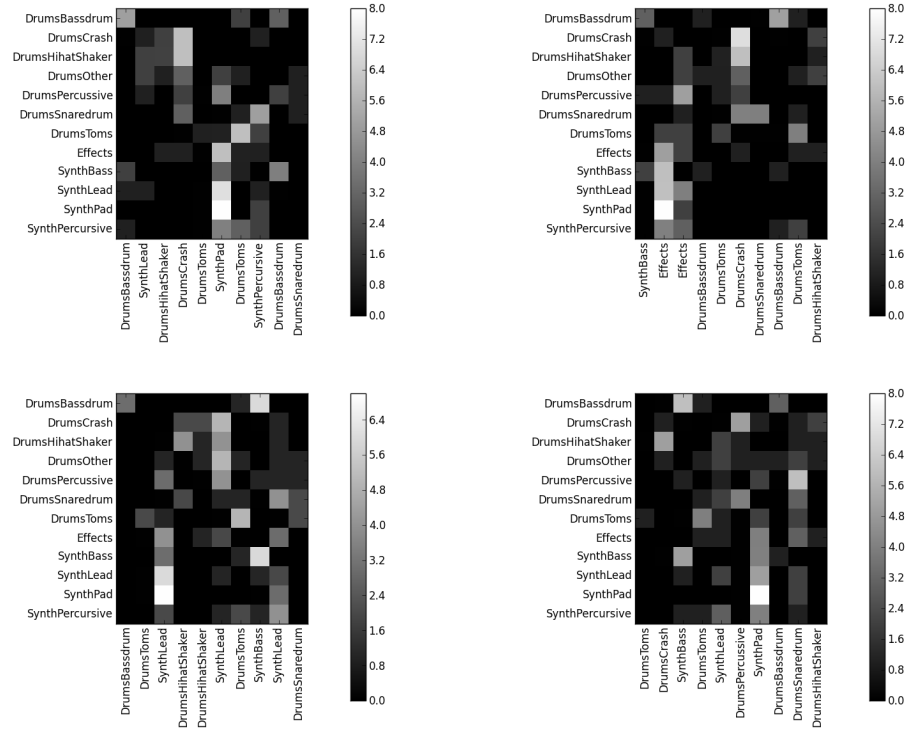 DrumsBassdrum
DrumsCrash
DrumsHihatShaker
DrumsOther
DrumsPercussive
DrumsSnaredrum
DrumsToms
Effects
SynthBass
SynthLead
SynthPad
SynthPercursive
DrumsBassdrum
SynthLead
DrumsHihatShaker
DrumsCrash
DrumsToms
SynthPad
DrumsToms
SynthPercursive
DrumsBassdrum
DrumsSnaredrum
8.0
7.2
6.4
5.6
4.8
4.0
3.2
2.4
1.6
0.8
0.0
DrumsBassdrum
DrumsCrash
DrumsHihatShaker
DrumsOther
DrumsPercussive
DrumsSnaredrum
DrumsToms
Effects
SynthBass
SynthLead
SynthPad
SynthPercursive
SynthBass
Effects
Effects
DrumsBassdrum
DrumsToms
DrumsCrash
DrumsSnaredrum
DrumsBassdrum
DrumsToms
DrumsHihatShaker
8.0
7.2
6.4
5.6
4.8
4.0
3.2
2.4
1.6
0.8
0.0
DrumsBassdrum
DrumsCrash
DrumsHihatShaker
DrumsOther
DrumsPercussive
DrumsSnaredrum
DrumsToms
Effects
SynthBass
SynthLead
SynthPad
SynthPercursive
DrumsBassdrum
DrumsToms
SynthLead
DrumsHihatShaker
DrumsHihatShaker
SynthLead
DrumsToms
SynthBass
SynthLead
DrumsSnaredrum
6.4
5.6
4.8
4.0
3.2
2.4
1.6
0.8
0.0
DrumsBassdrum
DrumsCrash
DrumsHihatShaker
DrumsOther
DrumsPercussive
DrumsSnaredrum
DrumsToms
Effects
SynthBass
SynthLead
SynthPad
SynthPercursive
DrumsToms
DrumsCrash
SynthBass
DrumsToms
SynthLead
DrumsPercussive
SynthPad
DrumsBassdrum
DrumsSnaredrum
DrumsHihatShaker
8.0
7.2
6.4
5.6
4.8
4.0
3.2
2.4
1.6
0.8
0.0